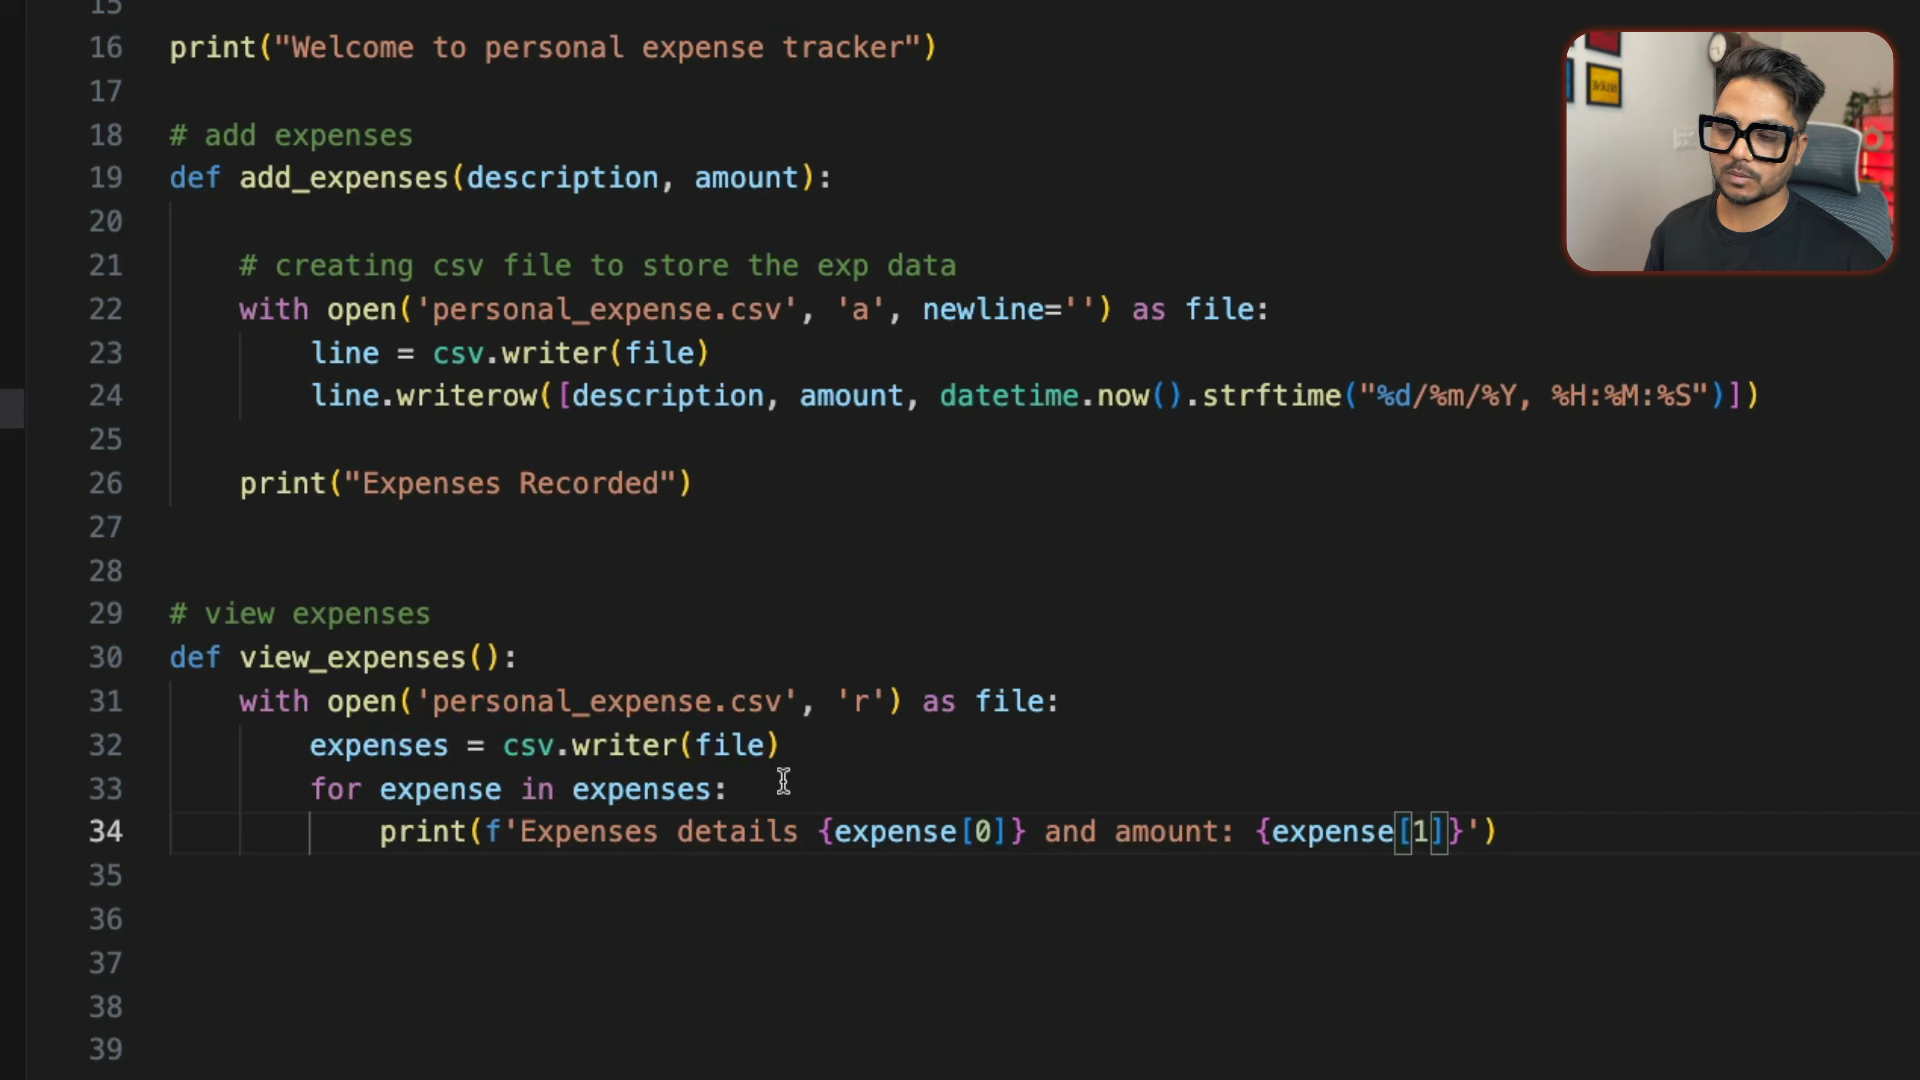 15
16 print("Welcome to personal expense tracker")
17
18 # add expenses
19 def add_expenses(description, amount):
20
21 # creating csv file to store the exp data
22 with open('personal_expense.csv', 'a', newline='') as file:
23 line = csv.writer(file)
24 line.writerow([description, amount, datetime.now().strftime("%d/%m/%Y, %H:%M:%S")])
25
26 print("Expenses Recorded")
27
28
29 # view expenses
30 def view_expenses():
31 with open('personal_expense.csv', 'r') as file:
32 expenses = csv.writer(file)
33 for expense in expenses:
34 print(f'Expenses details {expense[0]} and amount: {expense[1]}')
35
36
37
38
39